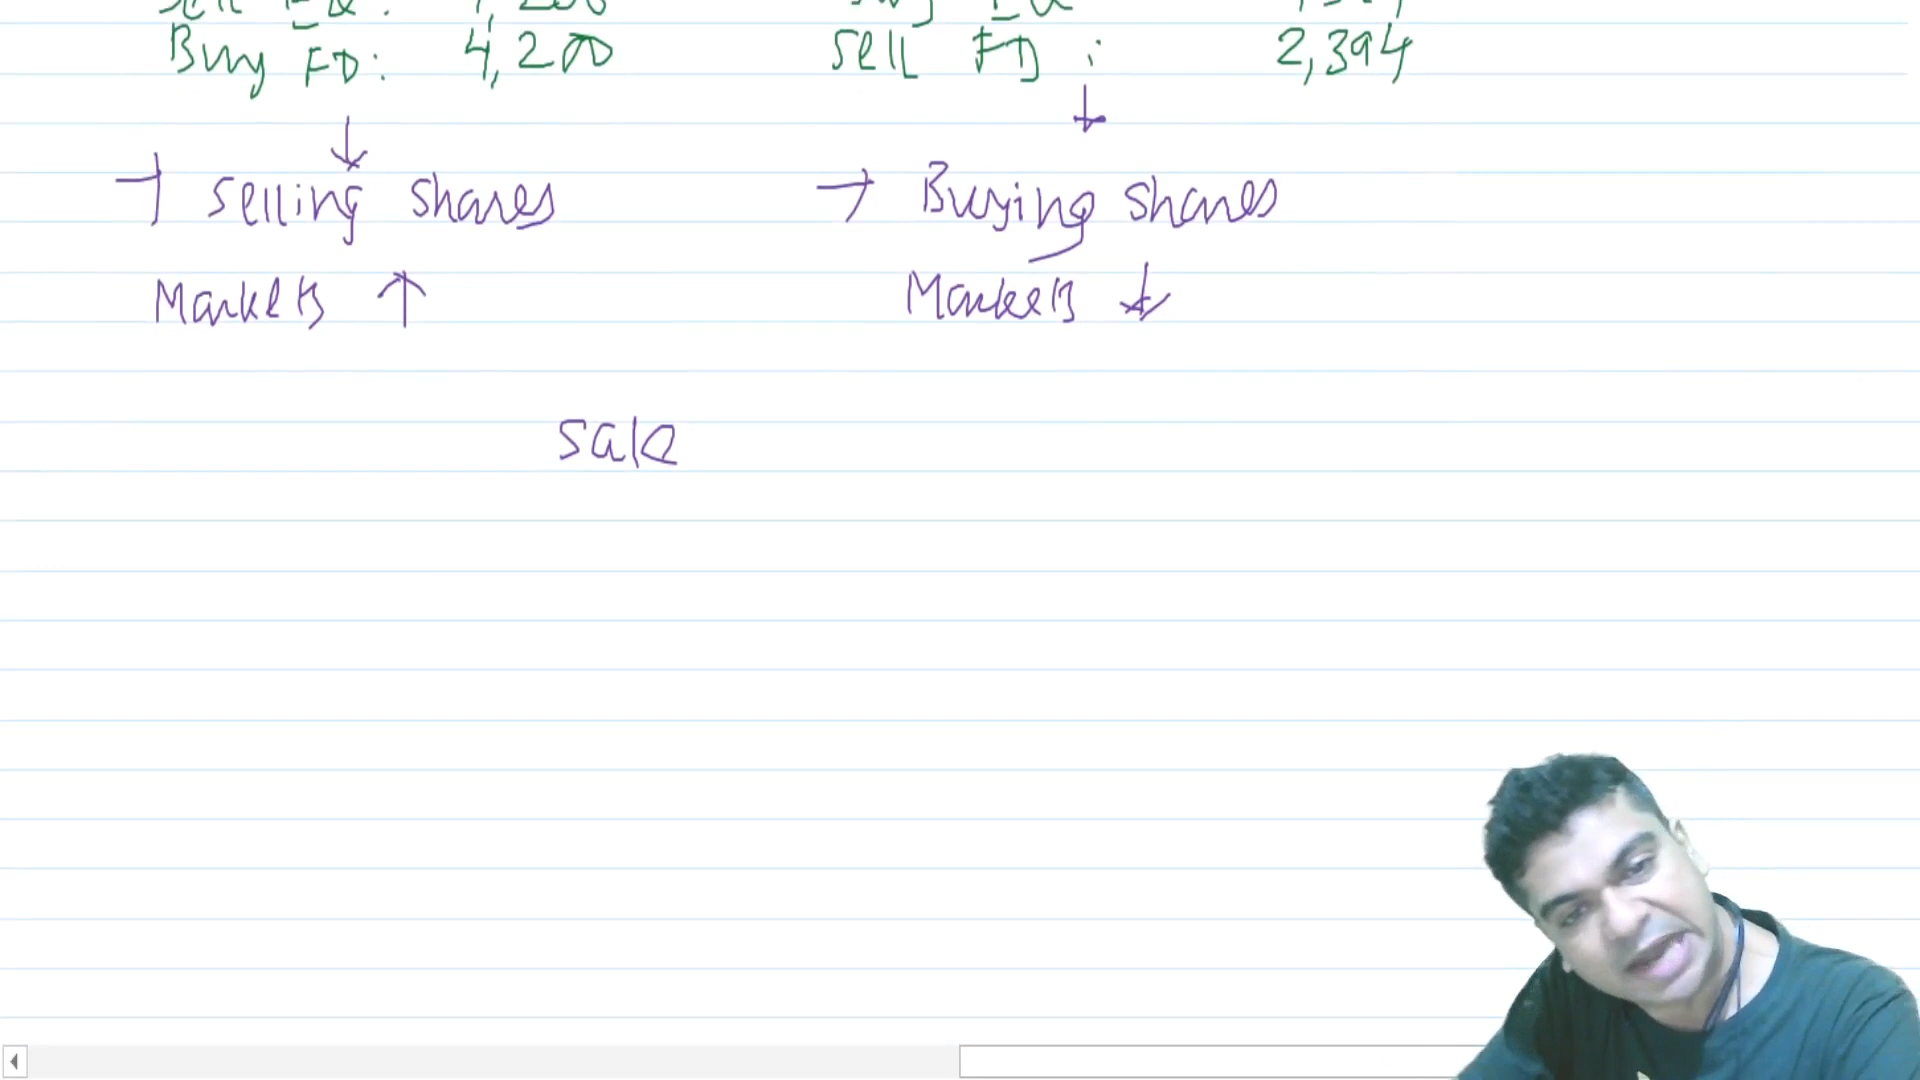 Buy FD: 4,200
Sell FD: 2,394
→ Selling shares
→ Buying shares
Markets ↑
Markets ↓
sale